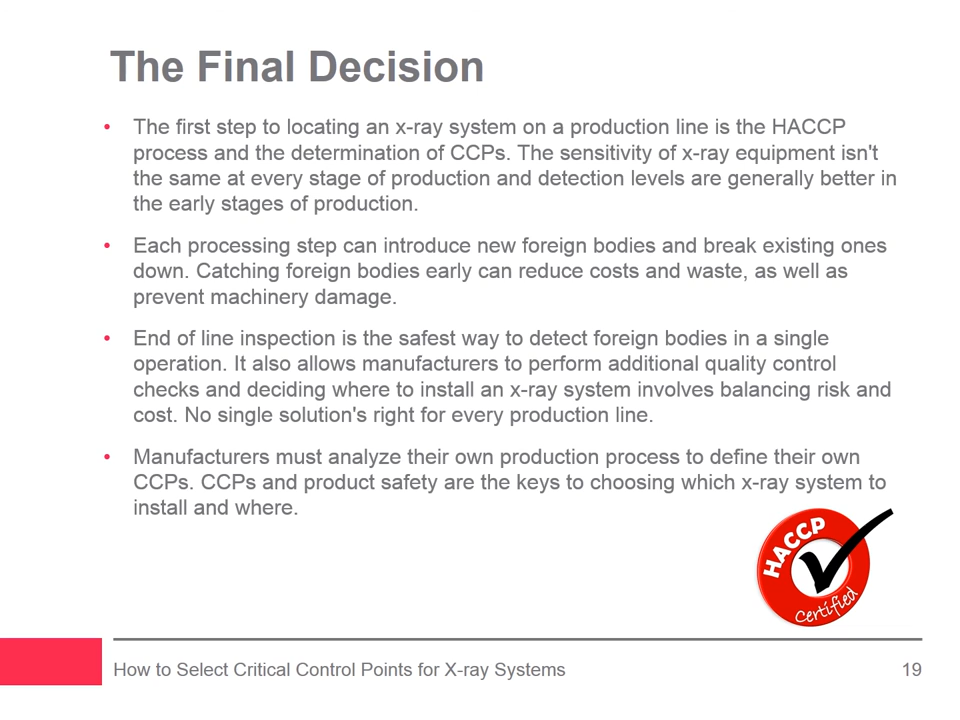 The Final Decision
• The first step to locating an x-ray system on a production line is the HACCP
process and the determination of CCPs. The sensitivity of x-ray equipment isn't
the same at every stage of production and detection levels are generally better in
the early stages of production.
• Each processing step can introduce new foreign bodies and break existing ones
down. Catching foreign bodies early can reduce costs and waste, as well as
prevent machinery damage.
• End of line inspection is the safest way to detect foreign bodies in a single
operation. It also allows manufacturers to perform additional quality control
checks and deciding where to install an x-ray system involves balancing risk and
cost. No single solution's right for every production line.
• Manufacturers must analyze their own production process to define their own
CCPs. CCPs and product safety are the keys to choosing which x-ray system to
install and where.
HACCP
Certified
How to Select Critical Control Points for X-ray Systems
19